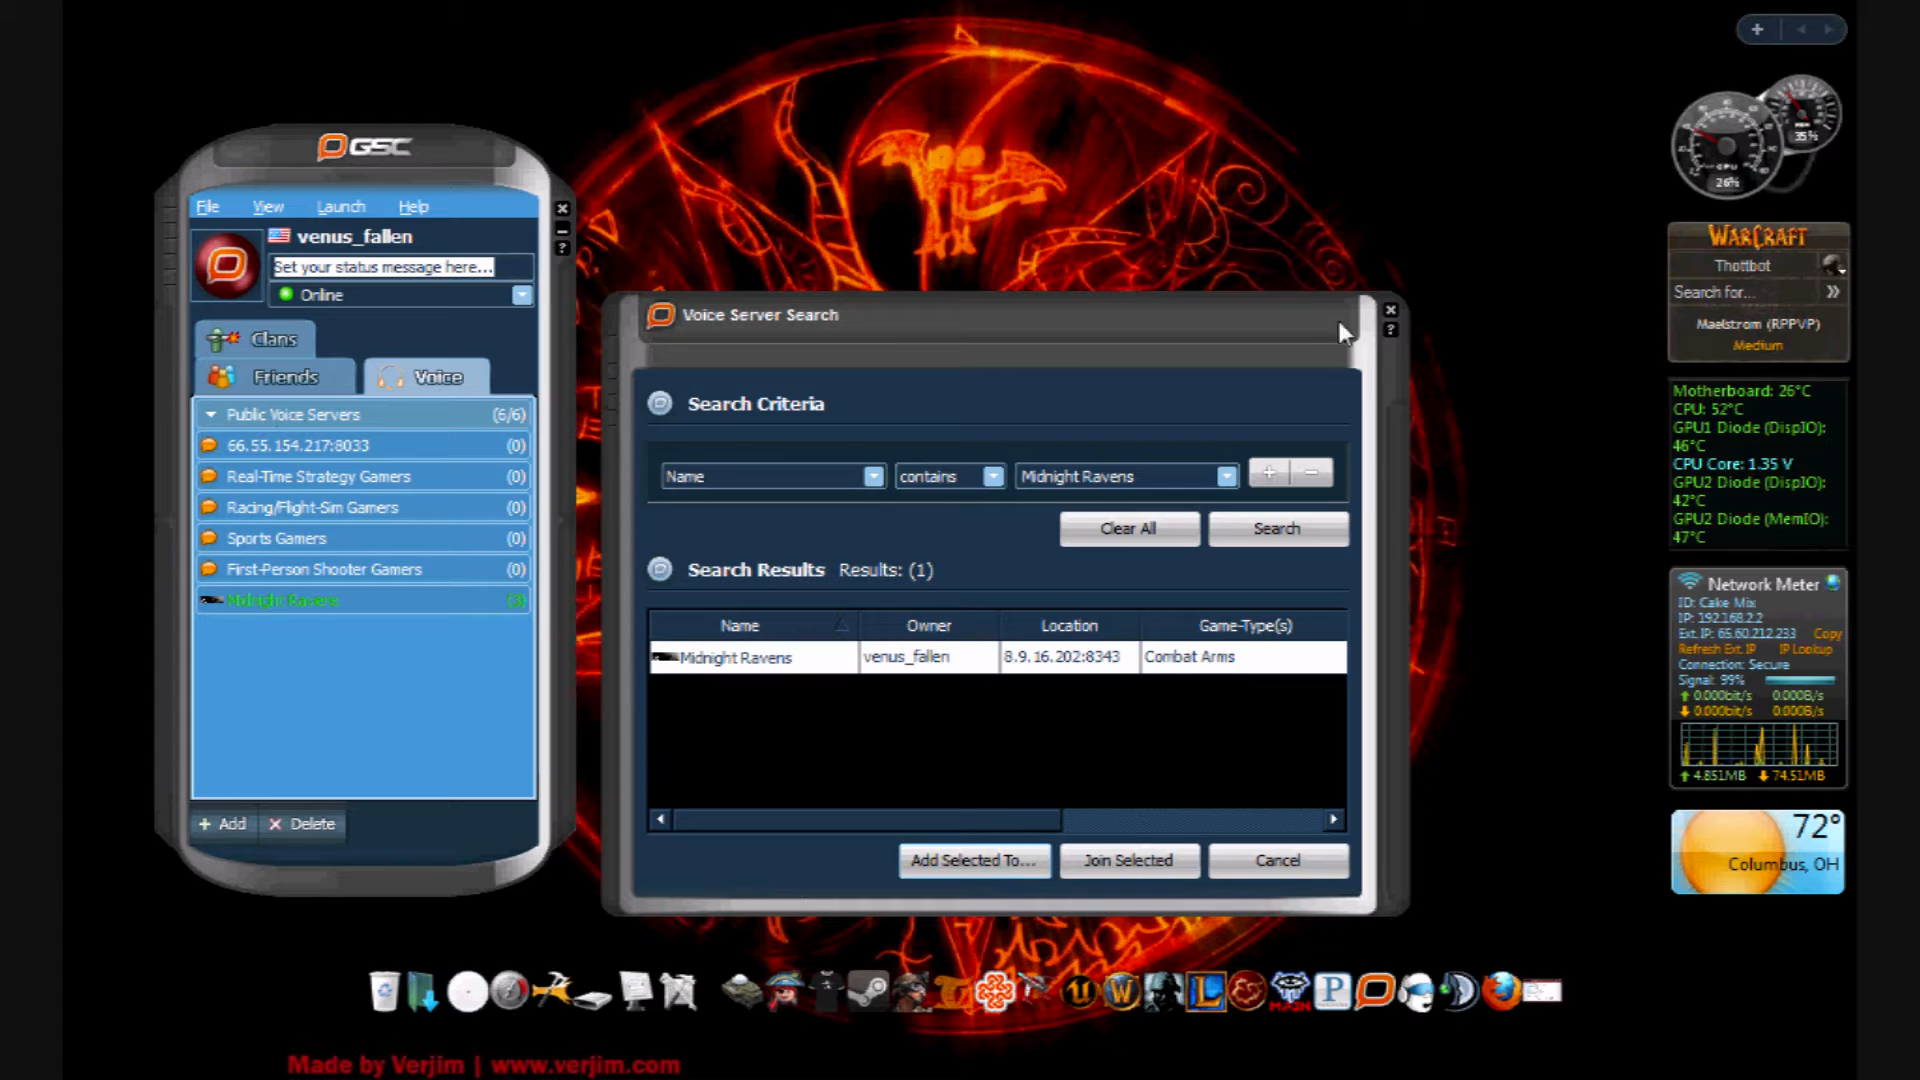 GSC
File View Launch Help
venus_fallen
Set your status message here...
Online
Clans
Friends Voice
Public Voice Servers (6/6)
66.55.154.217:8033 (0)
Real-Time Strategy Gamers (0)
Racing/Flight-Sim Gamers (0)
Sports Gamers (0)
First-Person Shooter Gamers (0)
Midnight Ravens (3)
+ Add Delete
Voice Server Search
Search Criteria
Name contains Midnight Ravens
Clear All Search
Search Results Results: (1)
Name Owner Location Game-Type(s)
Midnight Ravens venus_fallen 8.9.16.202:8343 Combat Arms
Add Selected To... Join Selected Cancel
35%
CPU
26%
WARCRAFT
Thottbot
Search for...
Maelstrom (RPPVP)
Medium
Motherboard: 26°C
CPU: 52°C
GPU1 Diode (DispIO):
46°C
CPU Core: 1.35 V
GPU2 Diode (DispIO):
42°C
GPU2 Diode (MemIO):
47°C
Network Meter
ID: Cake Mix
IP: 192.168.2.2
Ext. IP: 65.60.212.233 Copy
Refresh Ext. IP IP Lookup
Connection: Secure
Signal: 99%
0.000bit/s 0.000B/s
0.000bit/s 0.000B/s
4.851MB 74.51MB
72°
Columbus, OH
MAIN
Made by Verjim | www.verjim.com